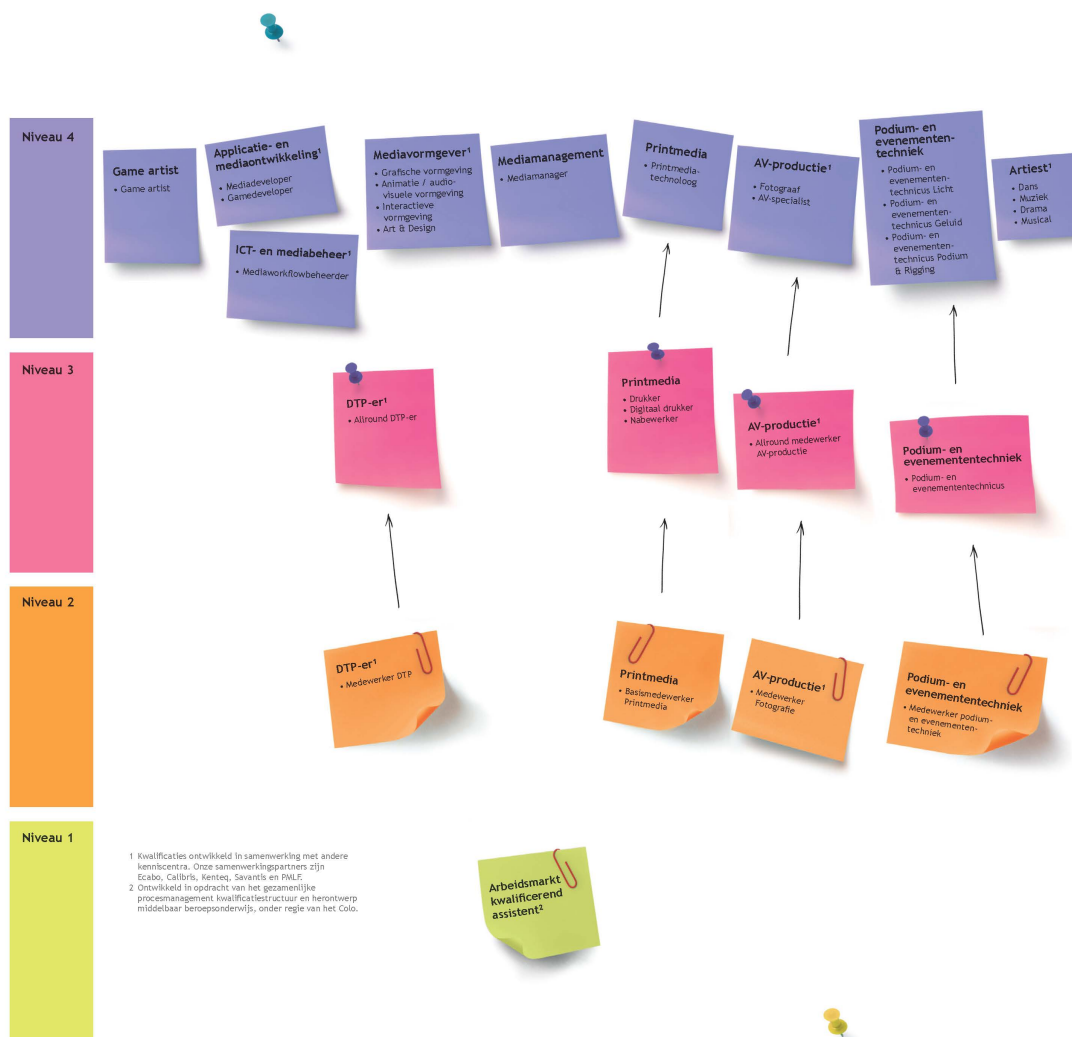 Niveau 4
Game artist
• Game artist
Applicatie- en
mediaontwikkeling¹
• Mediadeveloper
• Gamedeveloper
ICT- en mediabeheer¹
• Mediaworkflowbeheerder
Mediavormgever¹
• Grafische vormgeving
• Animatie / audio-
visuele vormgeving
• Interactieve
vormgeving
• Art & Design
Mediamanagement
• Mediamanager
Printmedia
• Printmedia-
technoloog
AV-productie¹
• Fotograaf
• AV-specialist
Podium- en
evenementen-
techniek
• Podium- en
evenementen-
technicus Licht
• Podium- en
evenementen-
technicus Geluid
• Podium- en
evenementen-
technicus Podium
& Rigging
Artiest¹
• Dans
• Muziek
• Drama
• Musical
Niveau 3
DTP-er¹
• Allround DTP-er
Printmedia
• Drukker
• Digitaal drukker
• Nabewerker
AV-productie¹
• Allround medewerker
AV-productie
Podium- en
evenemententechniek
• Podium- en
evenemententechnicus
Niveau 2
DTP-er¹
• Medewerker DTP
Printmedia
• Basismedewerker
Printmedia
AV-productie¹
• Medewerker
Fotografie
Podium- en
evenemententechniek
• Medewerker podium-
en evenementen-
techniek
Niveau 1
1 Kwalificaties ontwikkeld in samenwerking met andere
kenniscentra. Onze samenwerkingspartners zijn
Ecabo, Calibris, Kenteq, Savantis en PMLF.
2 Ontwikkeld in opdracht van het gezamenlijke
procesmanagement kwalificatiestructuur en herontwerp
middelbaar beroepsonderwijs, onder regie van het Colo.
Arbeidsmarkt
kwalificerend
assistent²